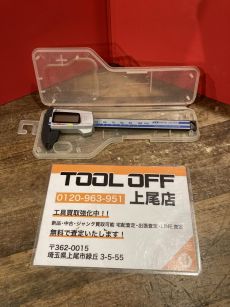 TOOL OFF
0120-963-951 上尾店
工具買取強化中！！
新品・中古・ジャンク買取可能 宅配査定・出張査定・LINE査定
無料で査定いたします！
〒362-0015
埼玉県上尾市緑丘 3-5-55